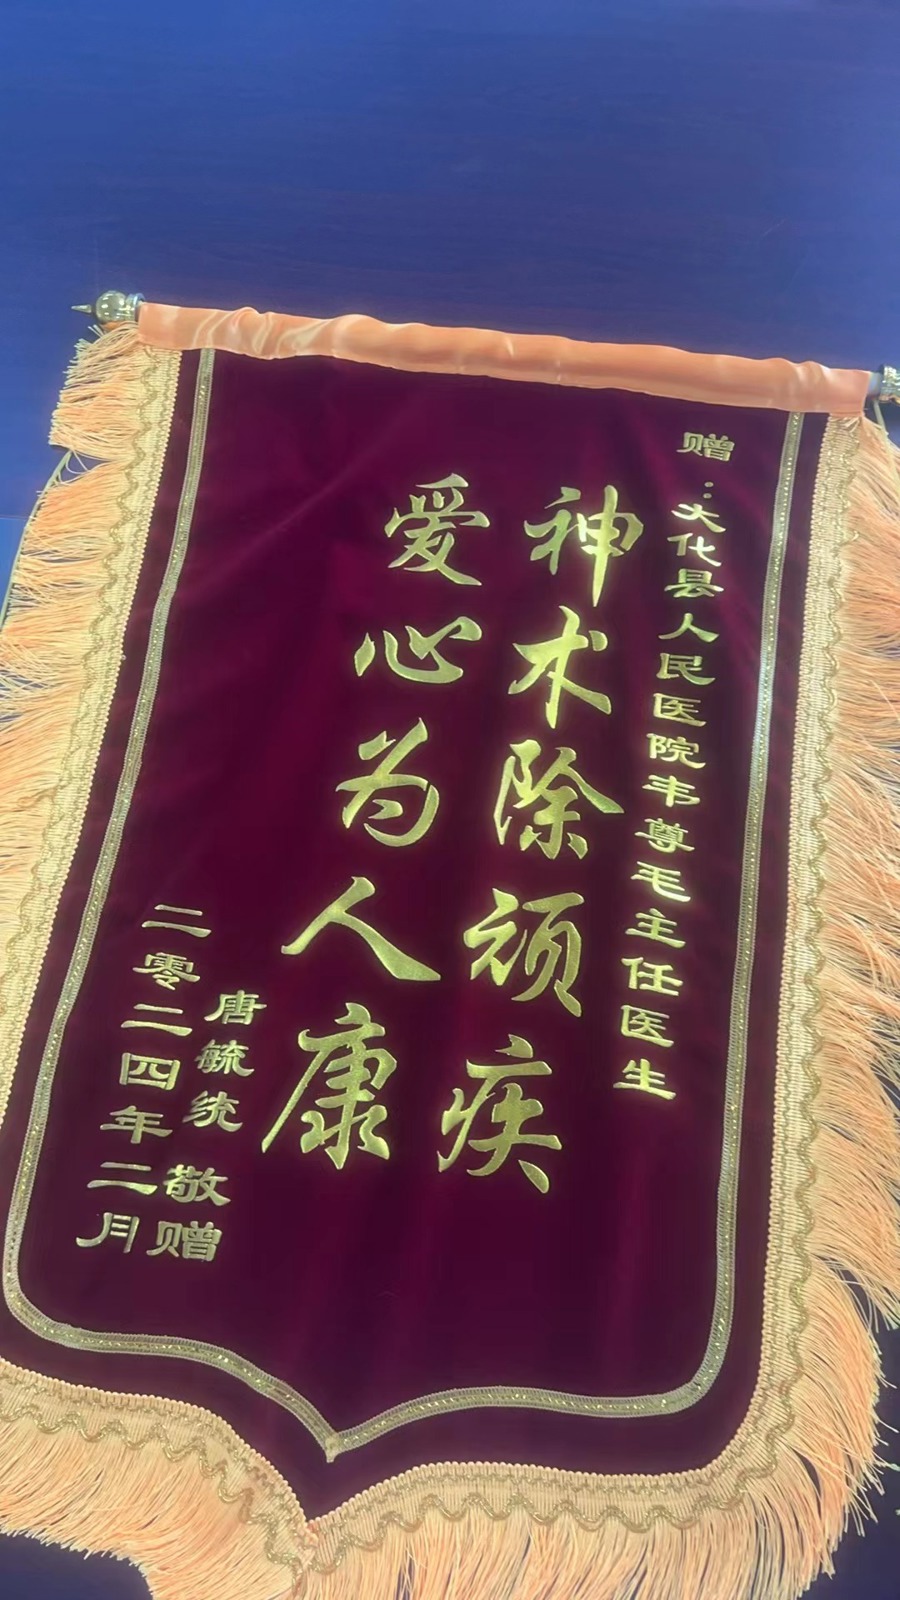 赠：大化县人民医院韦尊毛主任医生
神术除顽疾
爱心为人康
唐毓统 敬赠
二零二四年二月